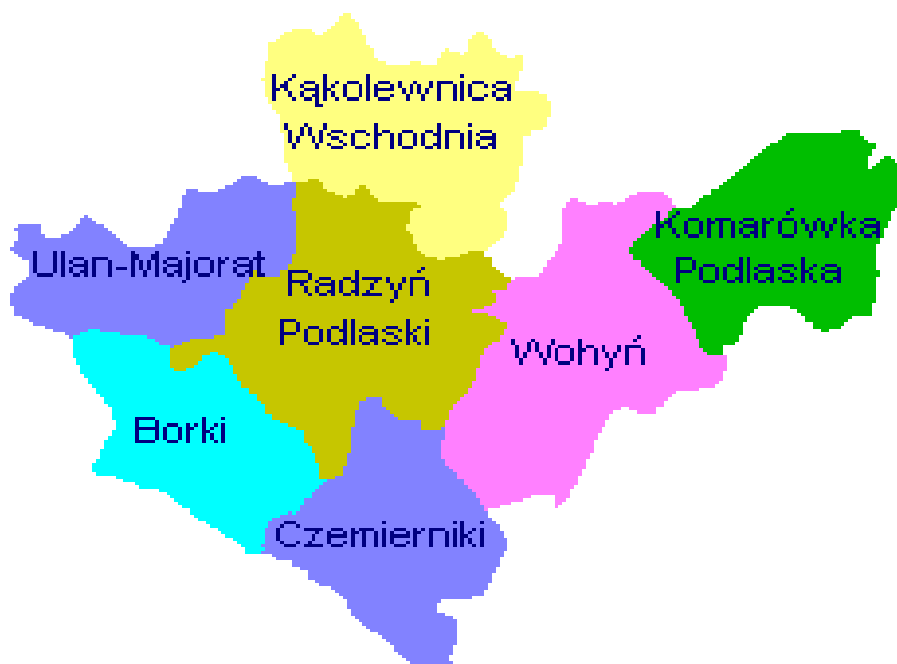 Kąkolewnica
Wschodnia
Komarówka
Podlaska
Ulan-Majorat
Radzyń
Podlaski
Wohyń
Borki
Czemierniki